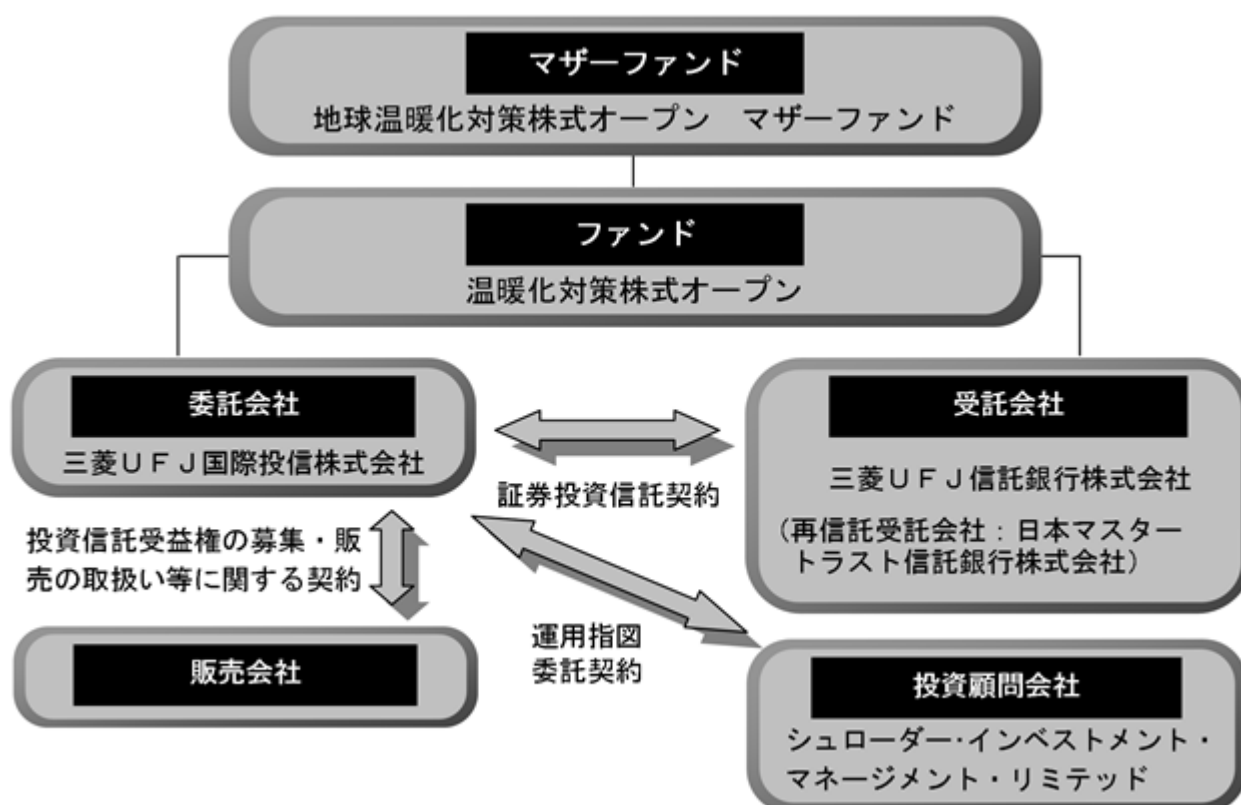 マザーファンド
地球温暖化対策株式オープン　マザーファンド
ファンド
温暖化対策株式オープン
委託会社
三菱ＵＦＪ国際投信株式会社
受託会社
三菱ＵＦＪ信託銀行株式会社
（再信託受託会社：日本マスター
トラスト信託銀行株式会社）
証券投資信託契約
投資信託受益権の募集・販
売の取扱い等に関する契約
運用指図
委託契約
販売会社
投資顧問会社
シュローダー・インベストメント・
マネージメント・リミテッド